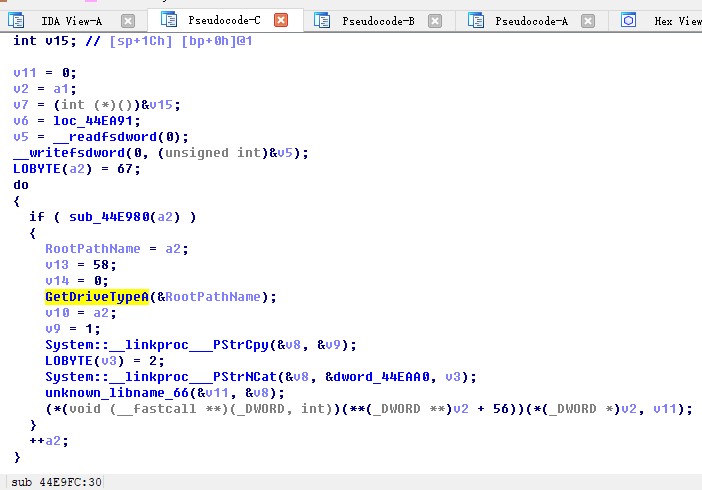 IDA View-A Pseudocode-C Pseudocode-B Pseudocode-A Hex View
int v15; // [sp+1Ch] [bp+0h]@1
v11 = 0;
v2 = a1;
v7 = (int (*)())&v15;
v6 = loc_44EA91;
v5 = __readfsdword(0);
__writefsdword(0, (unsigned int)&v5);
LOBYTE(a2) = 67;
do
{
if ( sub_44E980(a2) )
{
RootPathName = a2;
v13 = 58;
v14 = 0;
GetDriveTypeA(&RootPathName);
v10 = a2;
v9 = 1;
System::__linkproc___PStrCpy(&v8, &v9);
LOBYTE(v3) = 2;
System::__linkproc___PStrNCat(&v8, &dword_44EAA0, v3);
unknown_libname_66(&v11, &v8);
(*(void (__fastcall **)(_DWORD, int))(**(_DWORD **)v2 + 56))(*(_DWORD *)v2, v11);
}
++a2;
}
sub 44E9FC:30